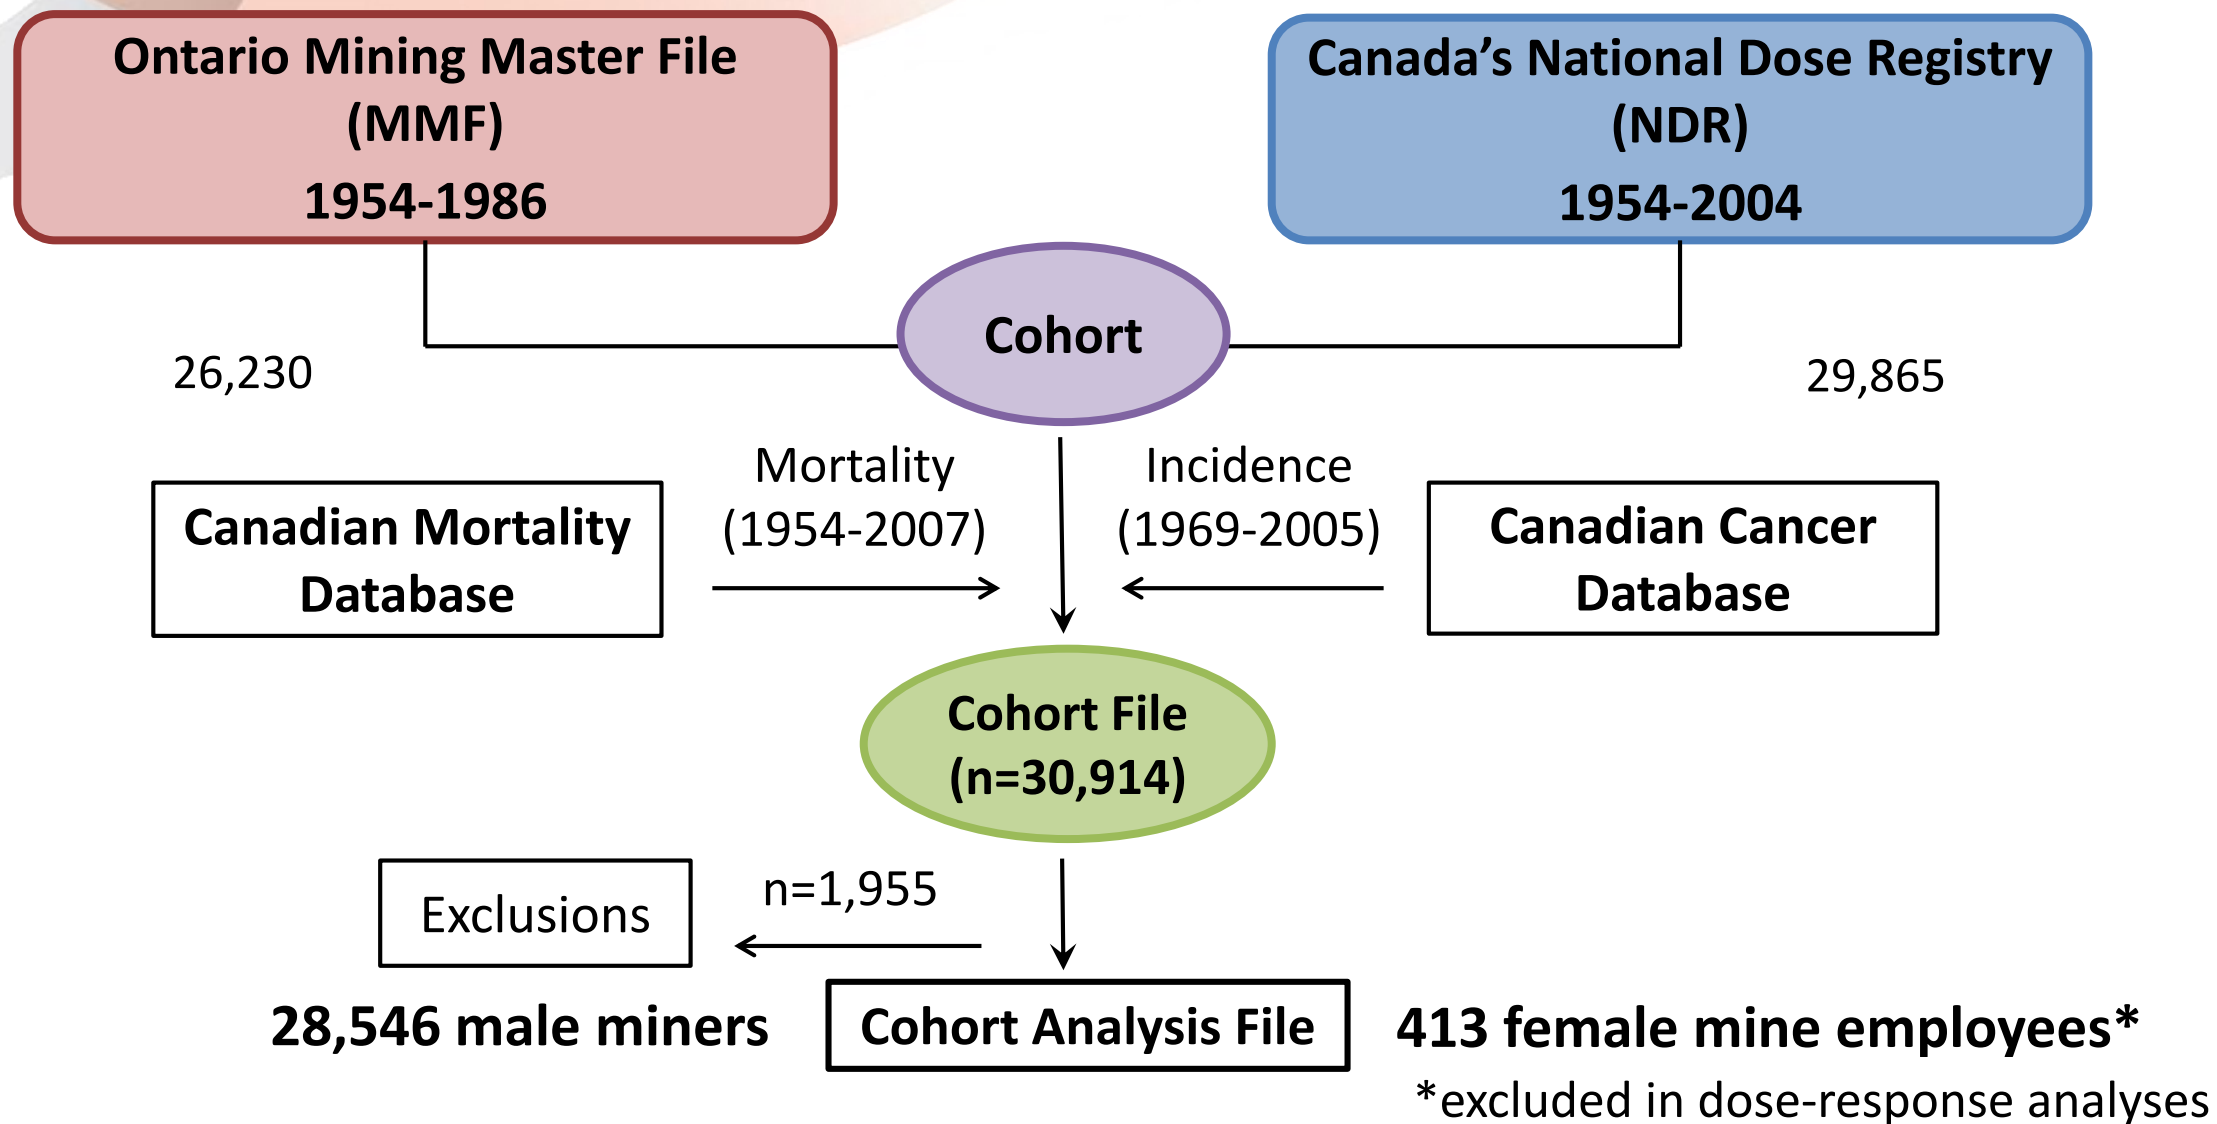 Ontario Mining Master File
(MMF)
1954-1986
Canada’s National Dose Registry
(NDR)
1954-2004
Cohort
26,230
29,865
Mortality
(1954-2007)
Incidence
(1969-2005)
Canadian Mortality
Database
Canadian Cancer
Database
Cohort File
(n=30,914)
Exclusions
n=1,955
28,546 male miners
Cohort Analysis File
413 female mine employees*
*excluded in dose-response analyses